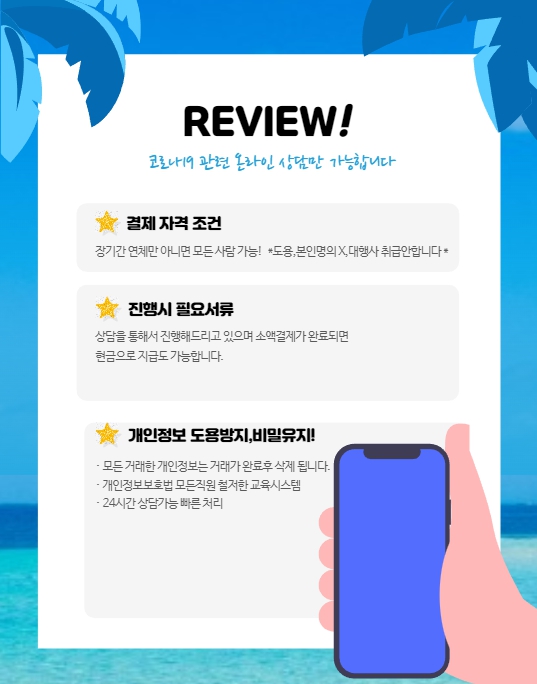 REVIEW!
코로나19 관련 온라인 상담만 가능합니다
결제 자격 조건
장기간 연체만 아니면 모든 사람 가능! *도용,본인명의 X,대행사 취급안합니다*
진행시 필요서류
상담을 통해서 진행해드리고 있으며 소액결제가 완료되면
현금으로 지급도 가능합니다.
개인정보 도용방지,비밀유지!
· 모든 거래한 개인정보는 거래가 완료후 삭제 됩니다.
· 개인정보보호법 모든직원 철저한 교육시스템
· 24시간 상담가능 빠른 처리